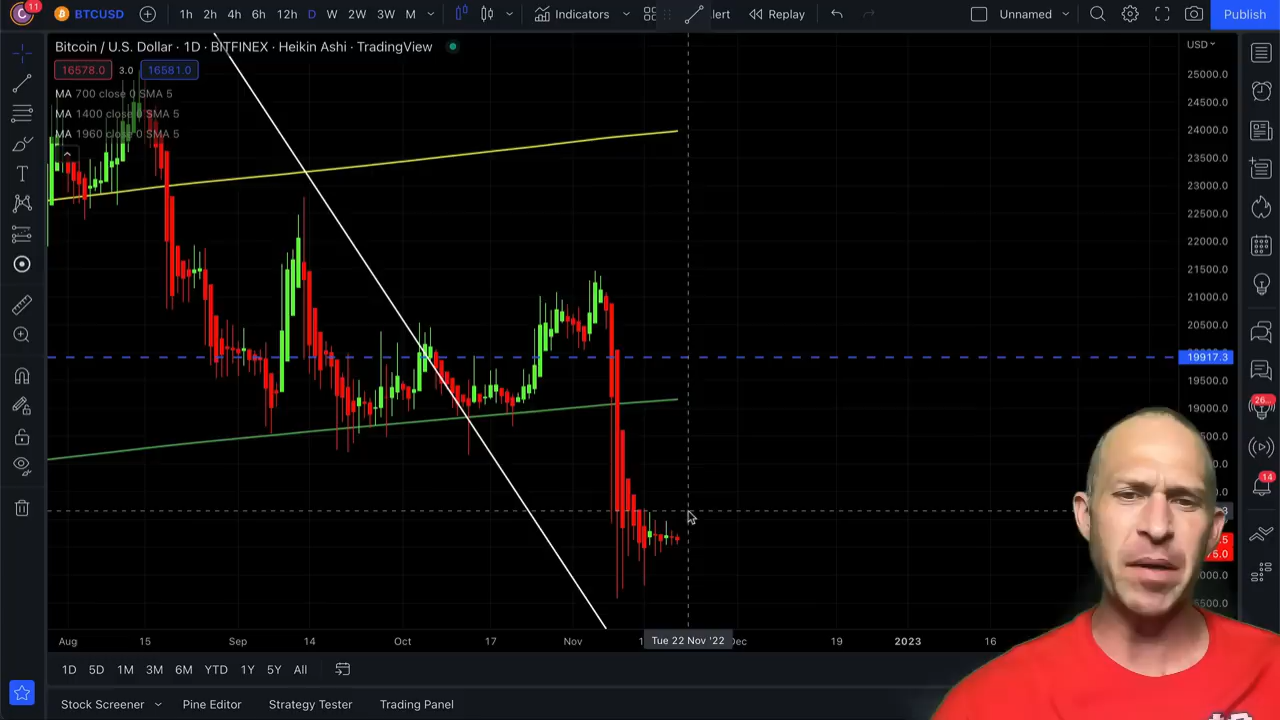 11
BTCUSD
1h 2h 4h 6h 12h D W 2W 3W M
Indicators
lert
Replay
Unnamed
Publish
Bitcoin / U.S. Dollar · 1D · BITFINEX · Heikin Ashi · TradingView
16578.0 3.0 16581.0
MA 700 close 0 SMA 5
MA 1400 close 0 SMA 5
MA 1960 close 0 SMA 5
USD
25000.0
24500.0
24000.0
23500.0
23000.0
22500.0
22000.0
21500.0
21000.0
20500.0
19917.3
19500.0
19000.0
26
14
Aug 15 Sep 14 Oct 17 Nov
Tue 22 Nov '22
Dec 19 2023 16
1D 5D 1M 3M 6M YTD 1Y 5Y All
Stock Screener
Pine Editor
Strategy Tester
Trading Panel